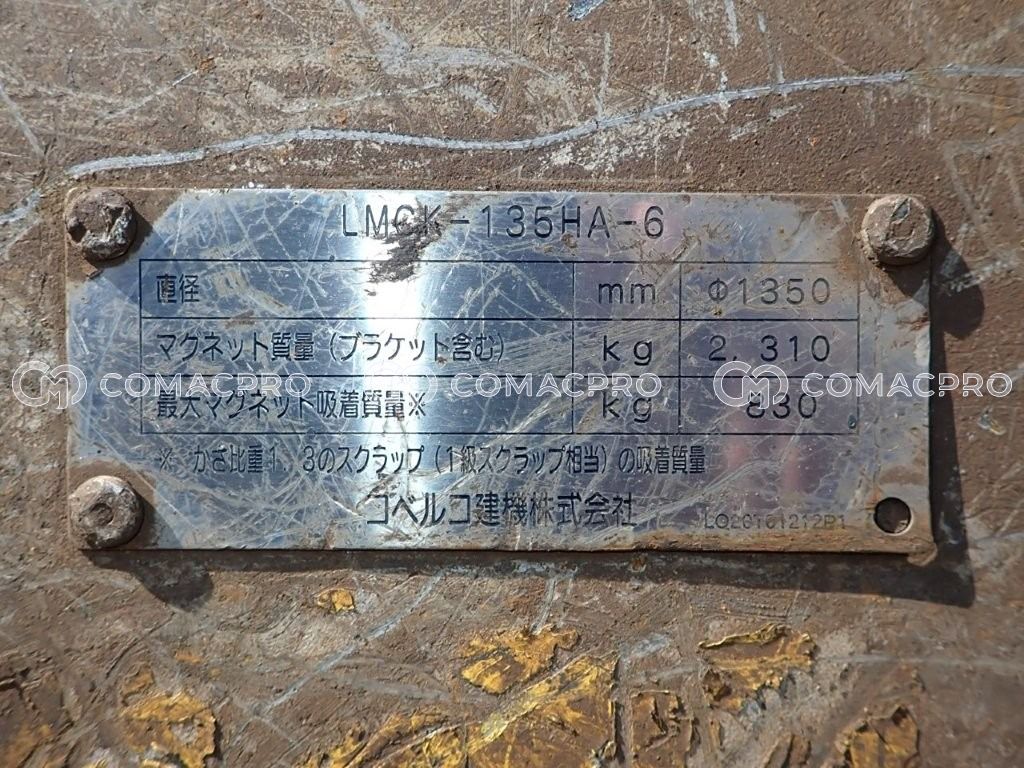 LMCK-135HA-6
直径 mm Φ1350
マグネット質量(ブラケット含む) kg 2,310
COMACPRO COMACPRO COMACPRO
最大マグネット吸着質量※ kg 830
※ かさ比重1.3のスクラップ(1級スクラップ相当)の吸着質量
コベルコ建機株式会社